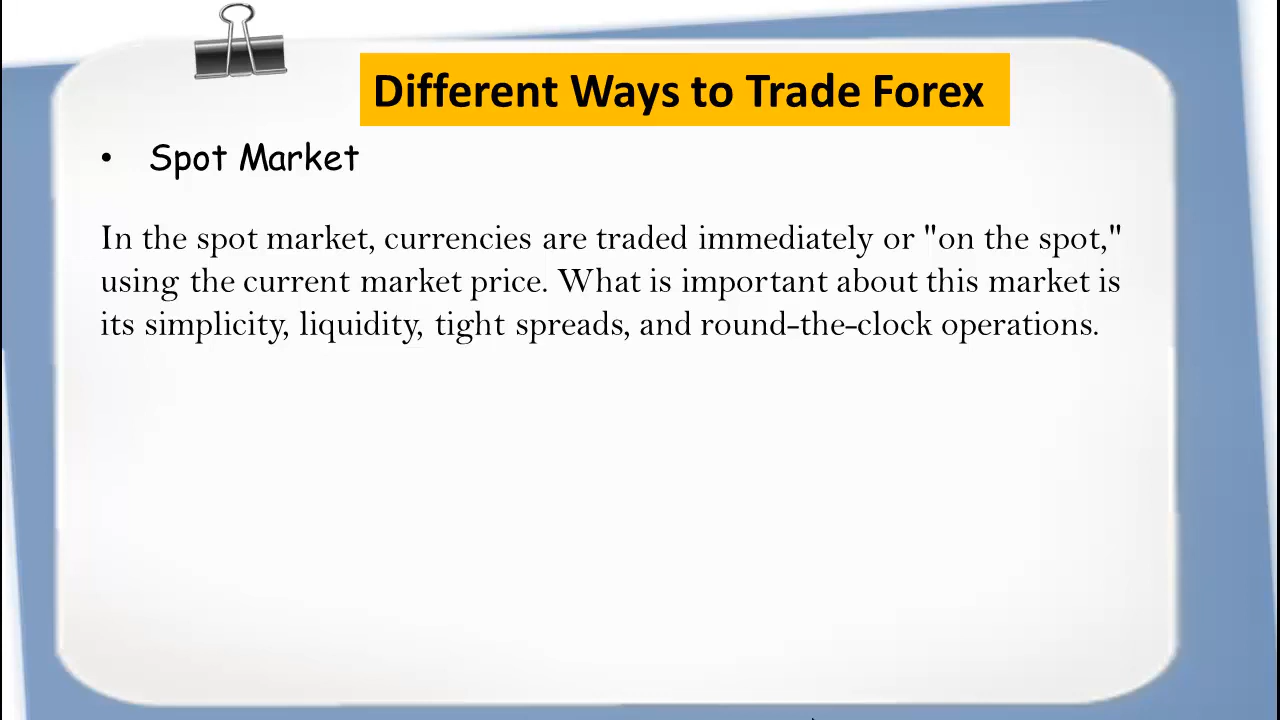 Different Ways to Trade Forex
• Spot Market
In the spot market, currencies are traded immediately or "on the spot,"
using the current market price. What is important about this market is
its simplicity, liquidity, tight spreads, and round-the-clock operations.